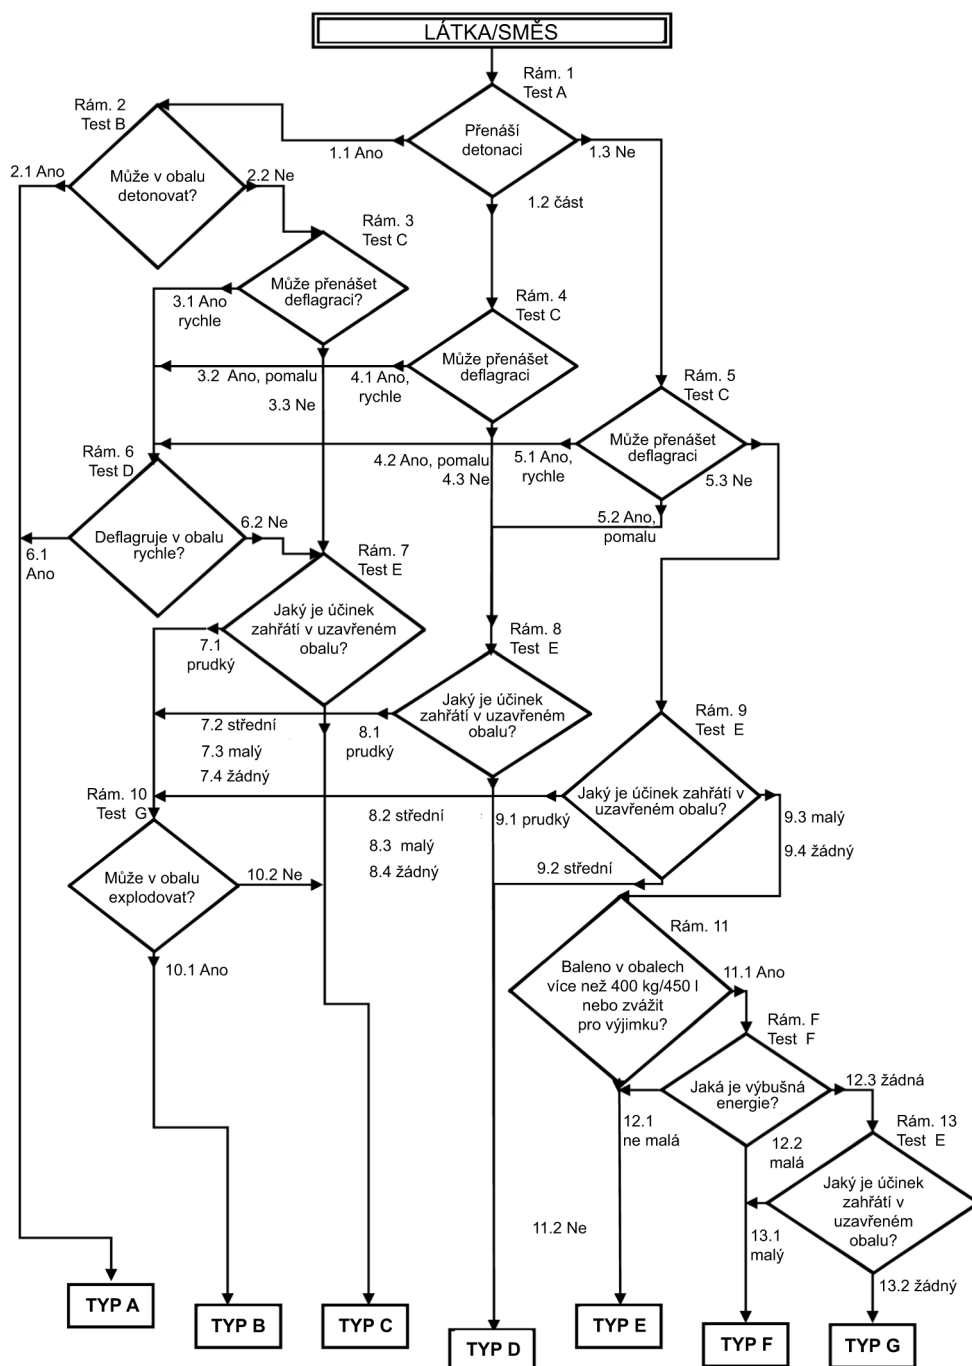 LÁTKA/SMĚS
Rám. 1
Test A
Přenáší
detonaci
1.1 Ano
1.3 Ne
1.2 část
Rám. 2
Test B
Může v obalu
detonovat?
2.1 Ano
2.2 Ne
Rám. 3
Test C
Může přenášet
deflagraci?
3.1 Ano
rychle
3.2 Ano, pomalu
3.3 Ne
Rám. 4
Test C
Může přenášet
deflagraci
4.1 Ano,
rychle
4.2 Ano, pomalu
4.3 Ne
Rám. 5
Test C
Může přenášet
deflagraci
5.1 Ano,
rychle
5.3 Ne
5.2 Ano,
pomalu
Rám. 6
Test D
Deflagruje v obalu
rychle?
6.1
Ano
6.2 Ne
Rám. 7
Test E
Jaký je účinek
zahřátí v uzavřeném
obalu?
7.1
prudký
7.2 střední
7.3 malý
7.4 žádný
Rám. 8
Test E
Jaký je účinek
zahřátí v uzavřeném
obalu?
8.1
prudký
8.2 střední
8.3 malý
8.4 žádný
Rám. 9
Test E
Jaký je účinek zahřátí v
uzavřeném obalu?
9.1 prudký
9.2 střední
9.3 malý
9.4 žádný
Rám. 10
Test G
Může v obalu
explodovat?
10.2 Ne
10.1 Ano
Rám. 11
Baleno v obalech
více než 400 kg/450 l
nebo zvážit
pro výjimku?
11.1 Ano
11.2 Ne
Rám. F
Test F
Jaká je výbušná
energie?
12.1
ne malá
12.2
malá
12.3 žádná
Rám. 13
Test E
Jaký je účinek
zahřátí v
uzavřeném
obalu?
13.1
malý
13.2 žádný
TYP A
TYP B
TYP C
TYP D
TYP E
TYP F
TYP G